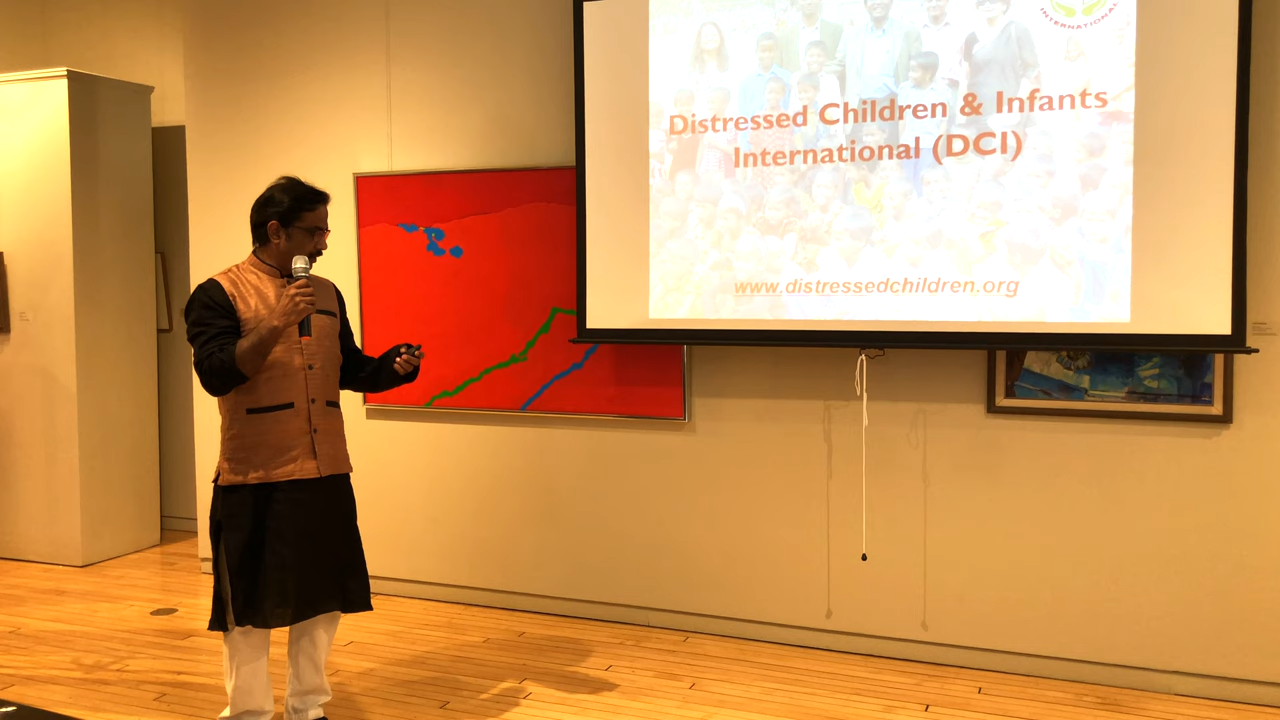 INTERNATIONAL
Distressed Children & Infants
International (DCI)
www.distressedchildren.org